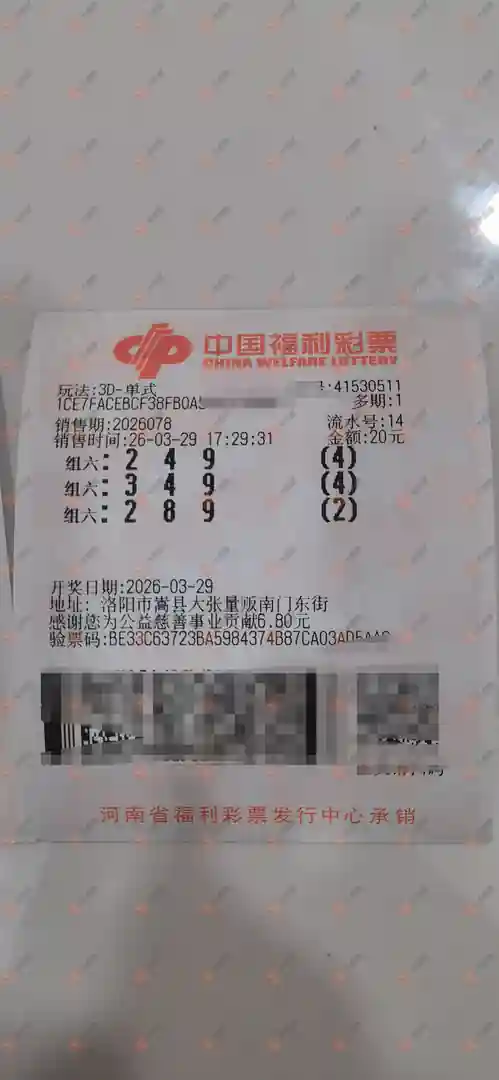 中国福利彩票
CHINA WELFARE LOTTERY
玩法:3D-单式 :41530511
1CE7FACEBCF38FB0A 多期:1
销售期:2026078 流水号:14
销售时间:26-03-29 17:29:31 金额:20元
组六: 2 4 9 (4)
组六: 3 4 9 (4)
组六: 2 8 9 (2)
开奖日期:2026-03-29
地址: 洛阳市嵩县大张量贩南门东街
感谢您为公益慈善事业贡献6.80元
验票码:BE33C63723BA5984374B87CA03AD
河南省福利彩票发行中心承销